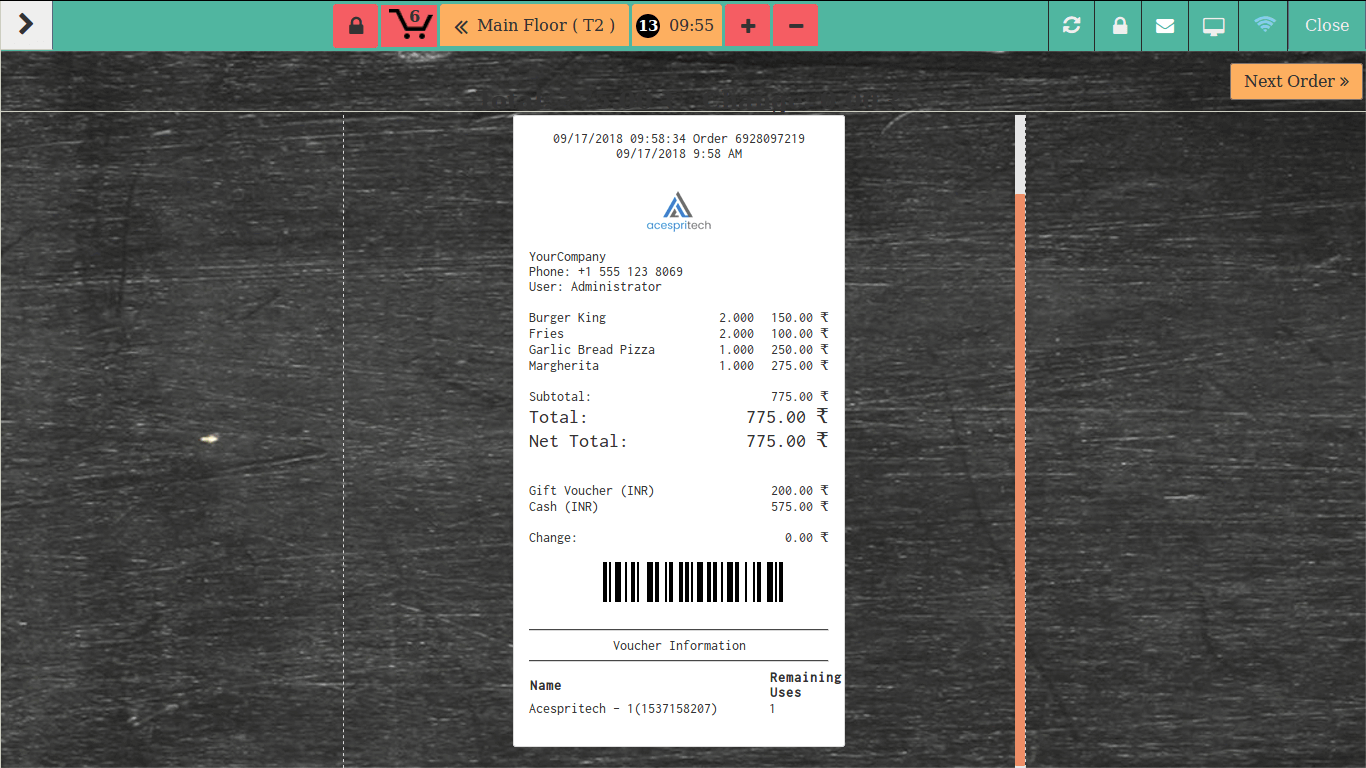 6
Main Floor ( T2 )
13 09:55
Close
Next Order
09/17/2018 09:58:34 Order 6928097219
09/17/2018 9:58 AM
acespritech
YourCompany
Phone: +1 555 123 8069
User: Administrator
Burger King 2.000 150.00 ₹
Fries 2.000 100.00 ₹
Garlic Bread Pizza 1.000 250.00 ₹
Margherita 1.000 275.00 ₹
Subtotal: 775.00 ₹
Total: 775.00 ₹
Net Total: 775.00 ₹
Gift Voucher (INR) 200.00 ₹
Cash (INR) 575.00 ₹
Change: 0.00 ₹
Voucher Information
Name Remaining Uses
Acespritech - 1(1537158207) 1